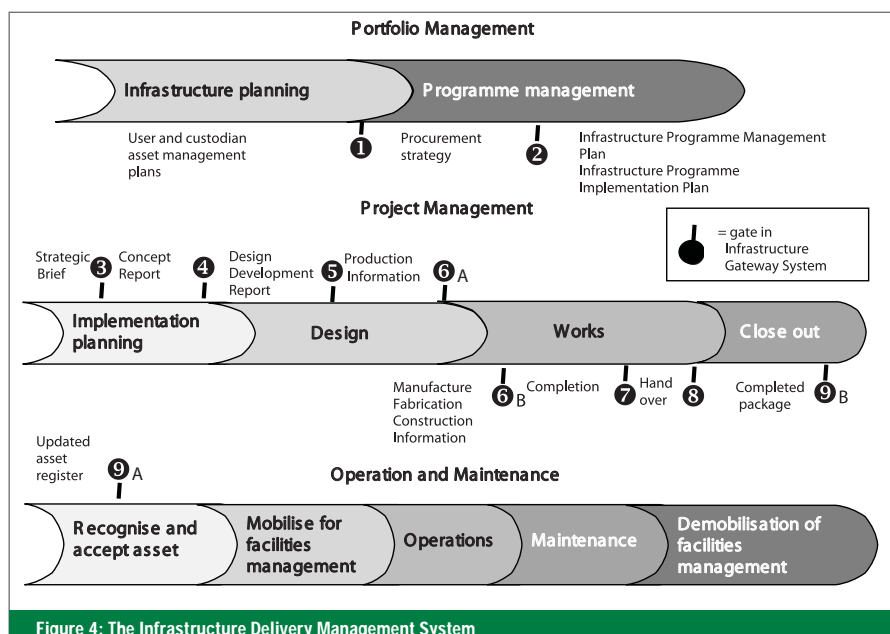 Portfolio Management
Infrastructure planning
Programme management
User and custodian
asset management
plans
1
Procurement
strategy
2
Infrastructure Programme Management
Plan
Infrastructure Programme
Implementation Plan
Project Management
= gate in
Infrastructure
Gateway System
Strategic
Brief
3
Concept
Report
4
Design
Development
Report
5
Production
Information
6 A
Implementation
planning
Design
Works
Close out
Manufacture
Fabrication
Construction
Information
6 B
Completion
7
Hand
over
8
Completed
package
9 B
Updated
asset
register
9 A
Operation and Maintenance
Recognise and
accept asset
Mobilise for
facilities
management
Operations
Maintenance
Demobilisation of
facilities
management
Figure 4: The Infrastructure Delivery Management System